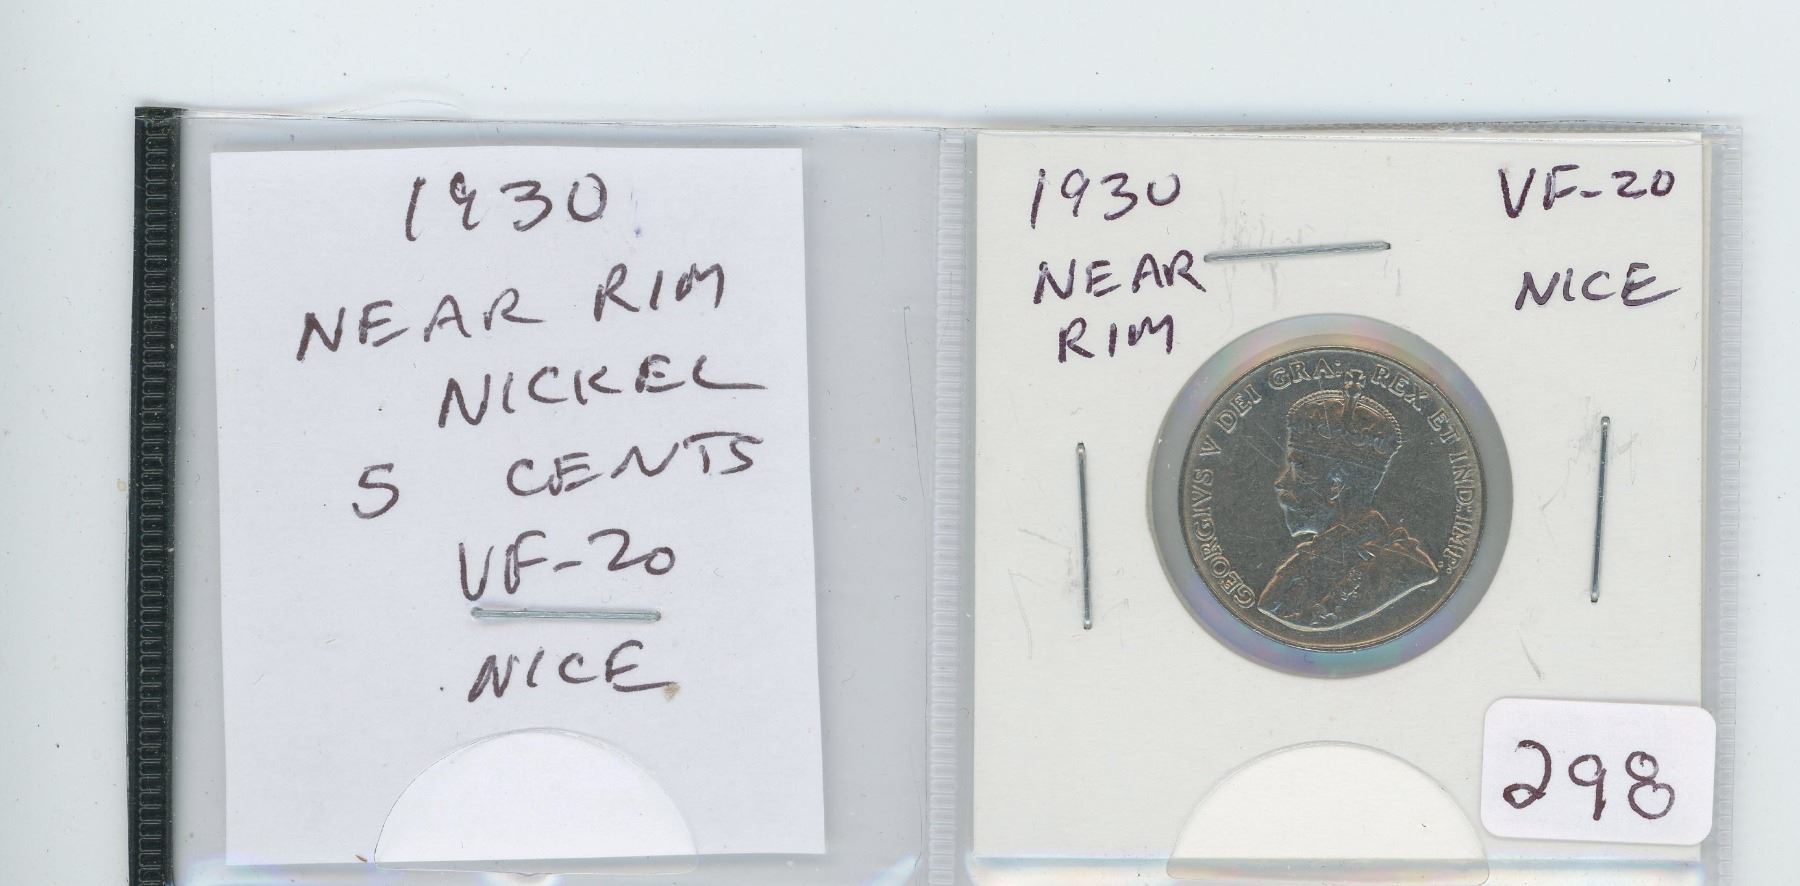 1930
NEAR RIM
NICKEL
5 CENTS
VF-20
NICE
1930
NEAR
RIM
VF-20
NICE
GEORGIVS V DEI GRA: REX ET IND: IMP:
298